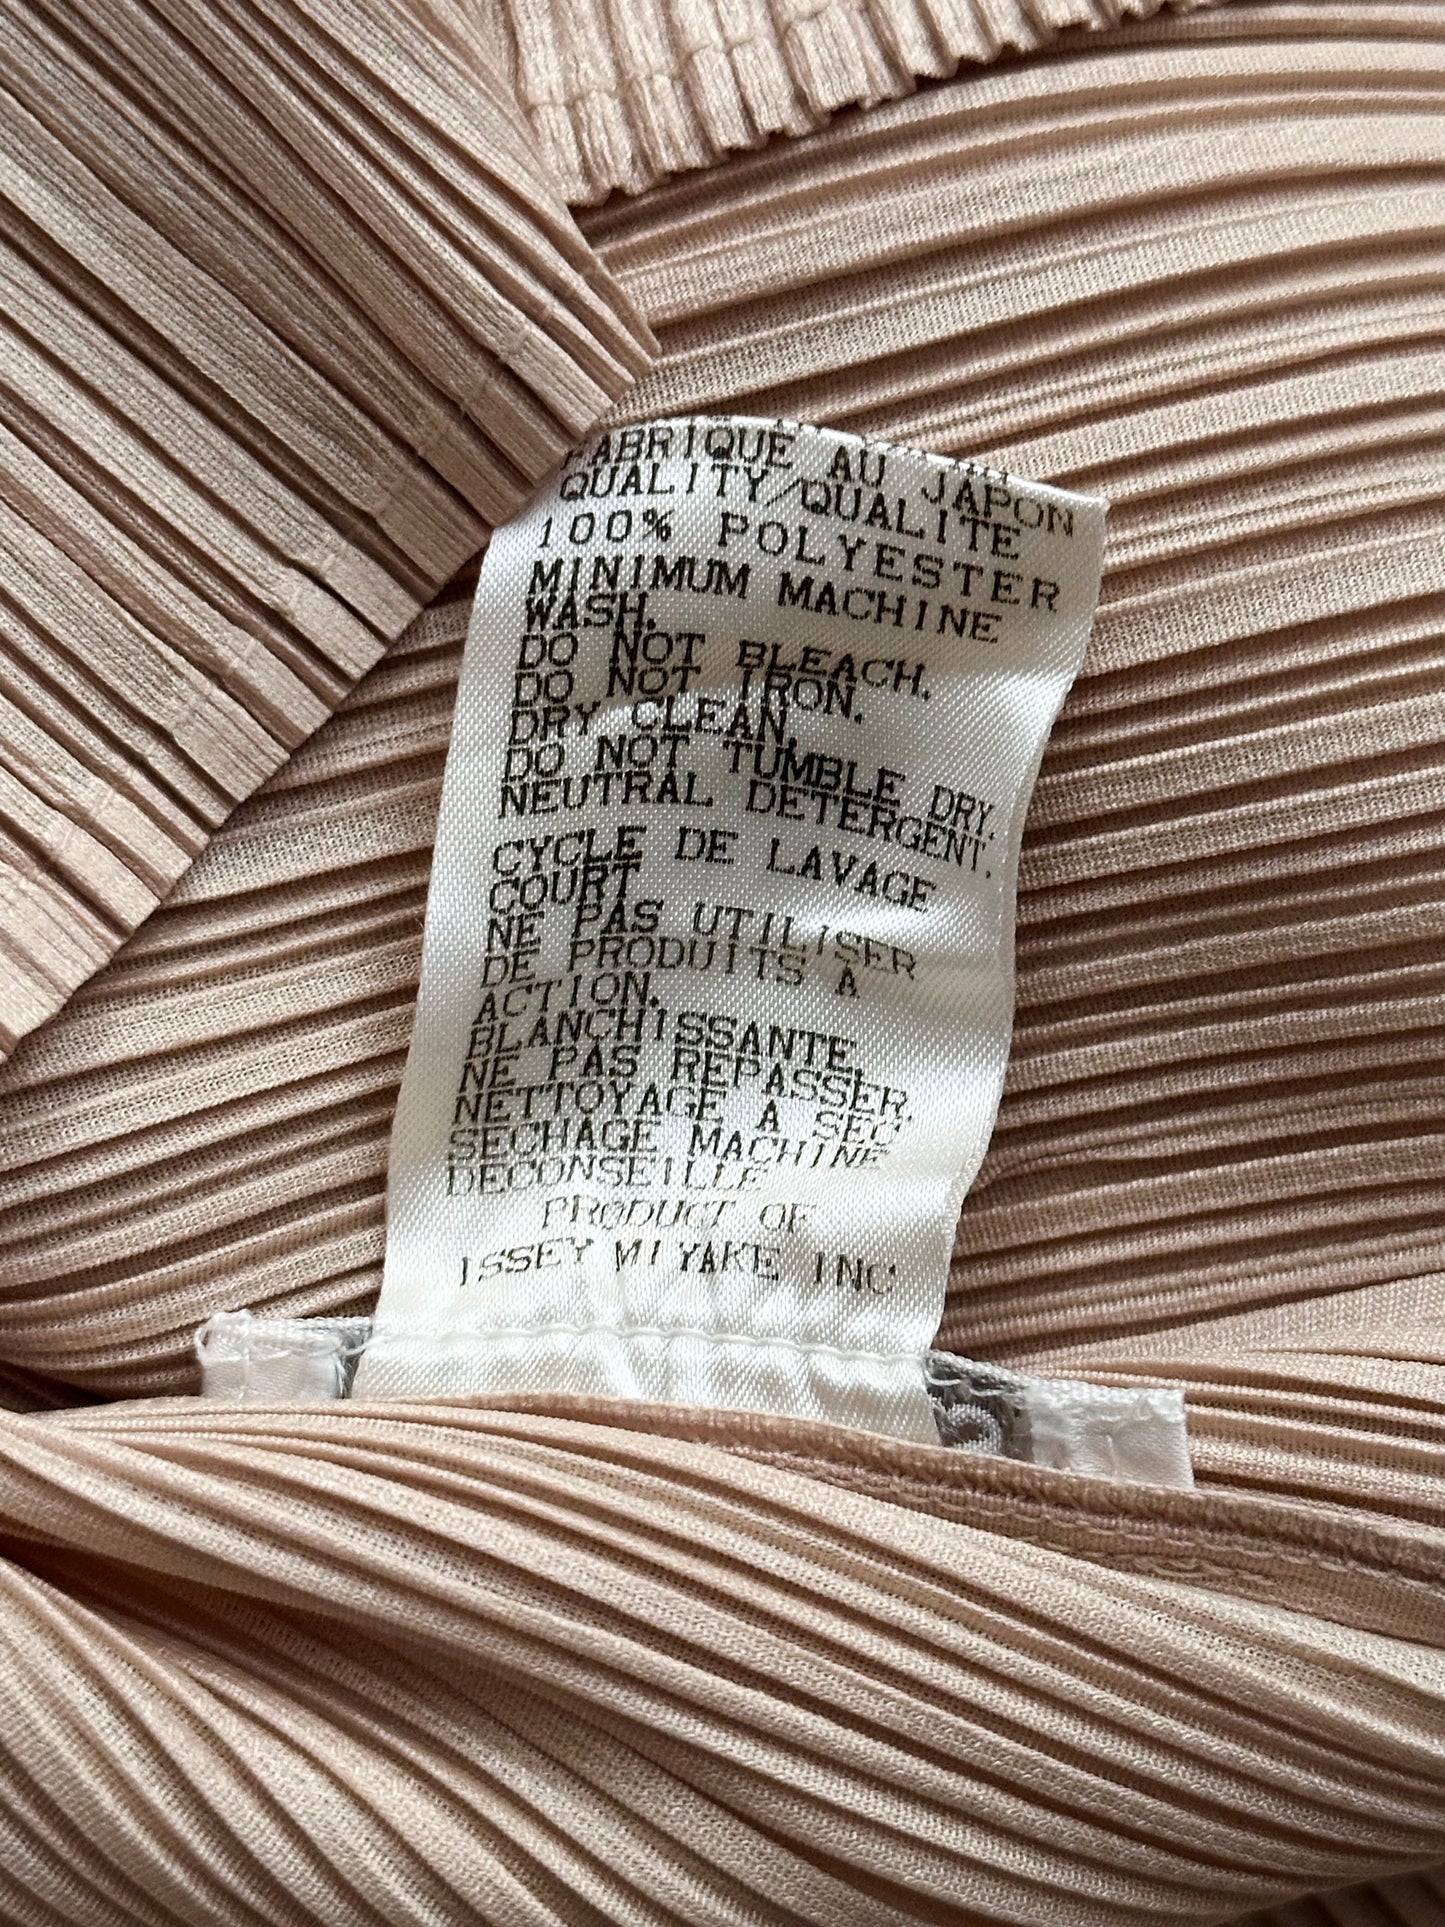 FABRIQUE AU JAPON
QUALITY/QUALITE
100% POLYESTER
MINIMUM MACHINE
WASH.
DO NOT BLEACH.
DO NOT IRON.
DRY CLEAN.
DO NOT TUMBLE DRY.
NEUTRAL DETERGENT.
CYCLE DE LAVAGE
COURT
NE PAS UTILISER
DE PRODUITS A
ACTION.
BLANCHISSANTE.
NE PAS REPASSER.
NETTOYAGE A SEC
SECHAGE MACHINE
DECONSEILLE
PRODUCT OF
ISSEY MIYAKE INC